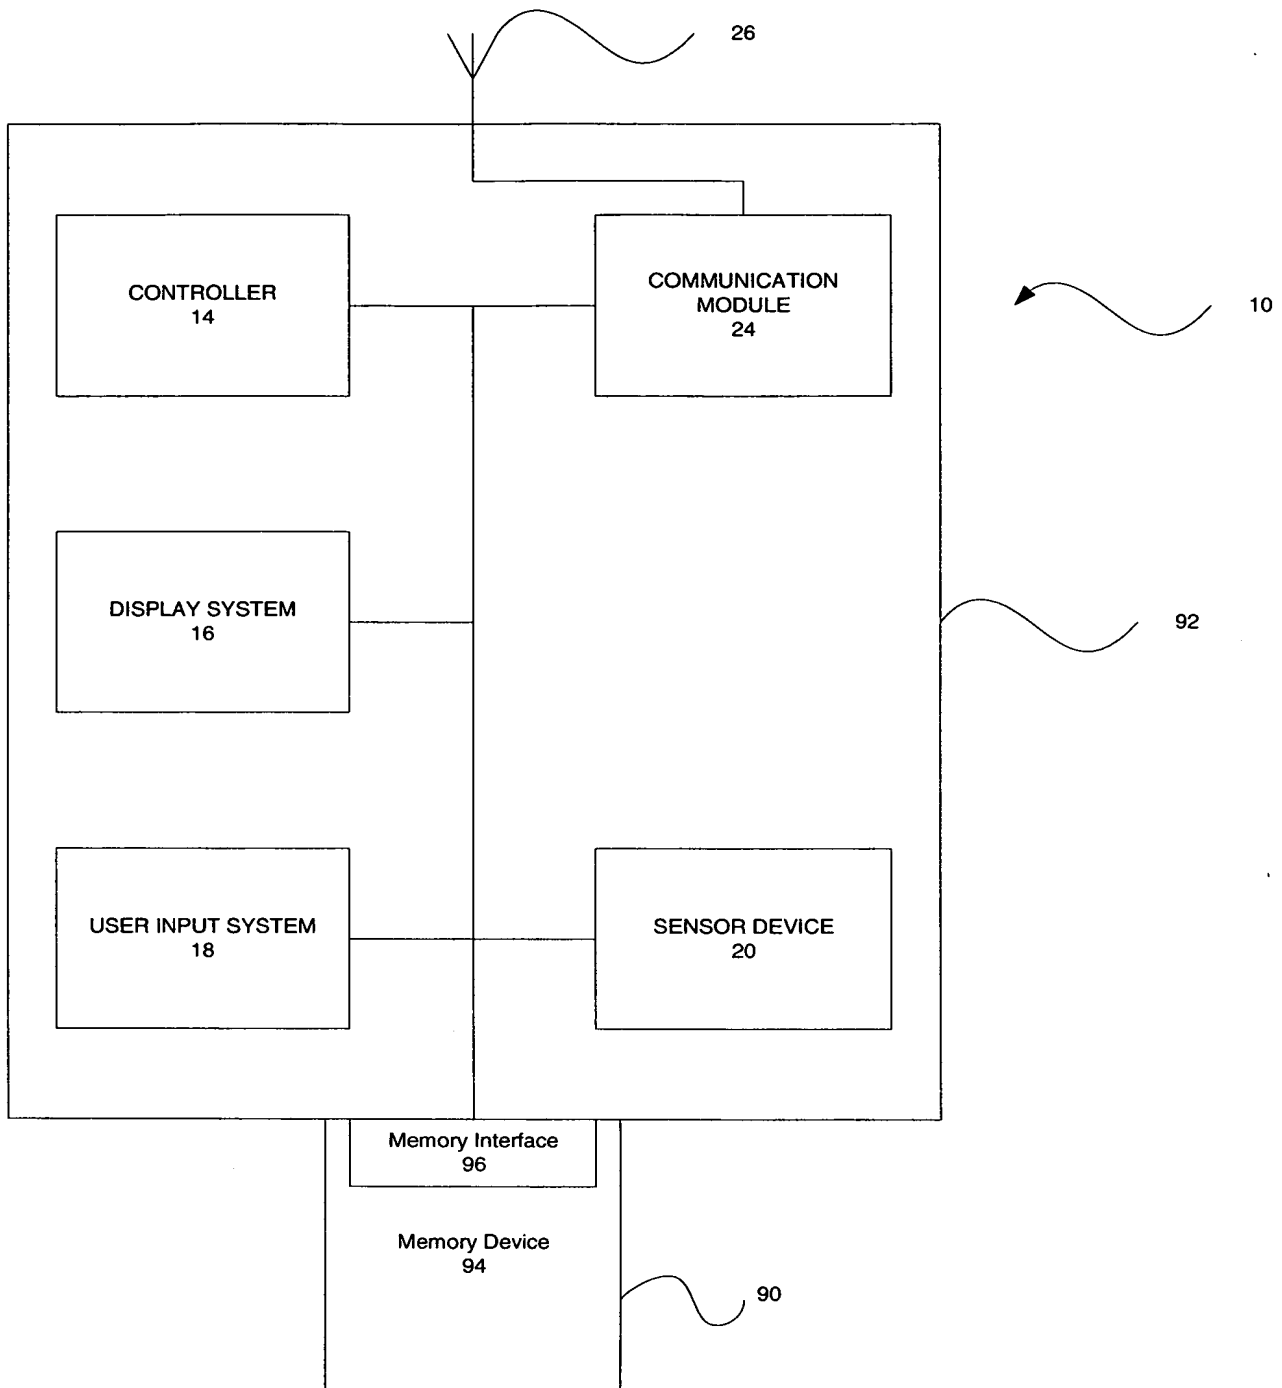 26
CONTROLLER
14
COMMUNICATION
MODULE
24
10
DISPLAY SYSTEM
16
92
USER INPUT SYSTEM
18
SENSOR DEVICE
20
Memory Interface
96
Memory Device
94
90